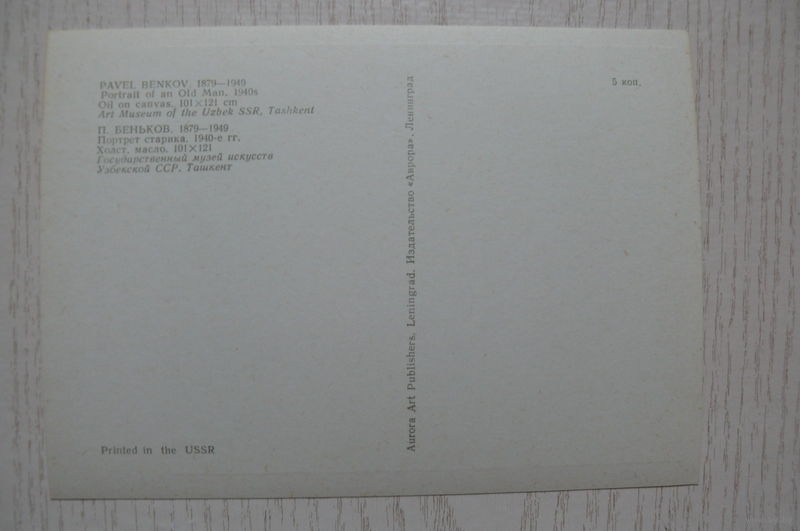 PAVEL BENKOV. 1879—1949
Portrait of an Old Man. 1940s
Oil on canvas. 101×121 cm
Art Museum of the Uzbek SSR, Tashkent
П. БЕНЬКОВ. 1879—1949
Портрет старика. 1940-е гг.
Холст, масло. 101×121
Государственный музей искусств
Узбекской ССР. Ташкент
Printed in the USSR
Aurora Art Publishers. Leningrad. Издательство «Аврора». Ленинград
5 коп.